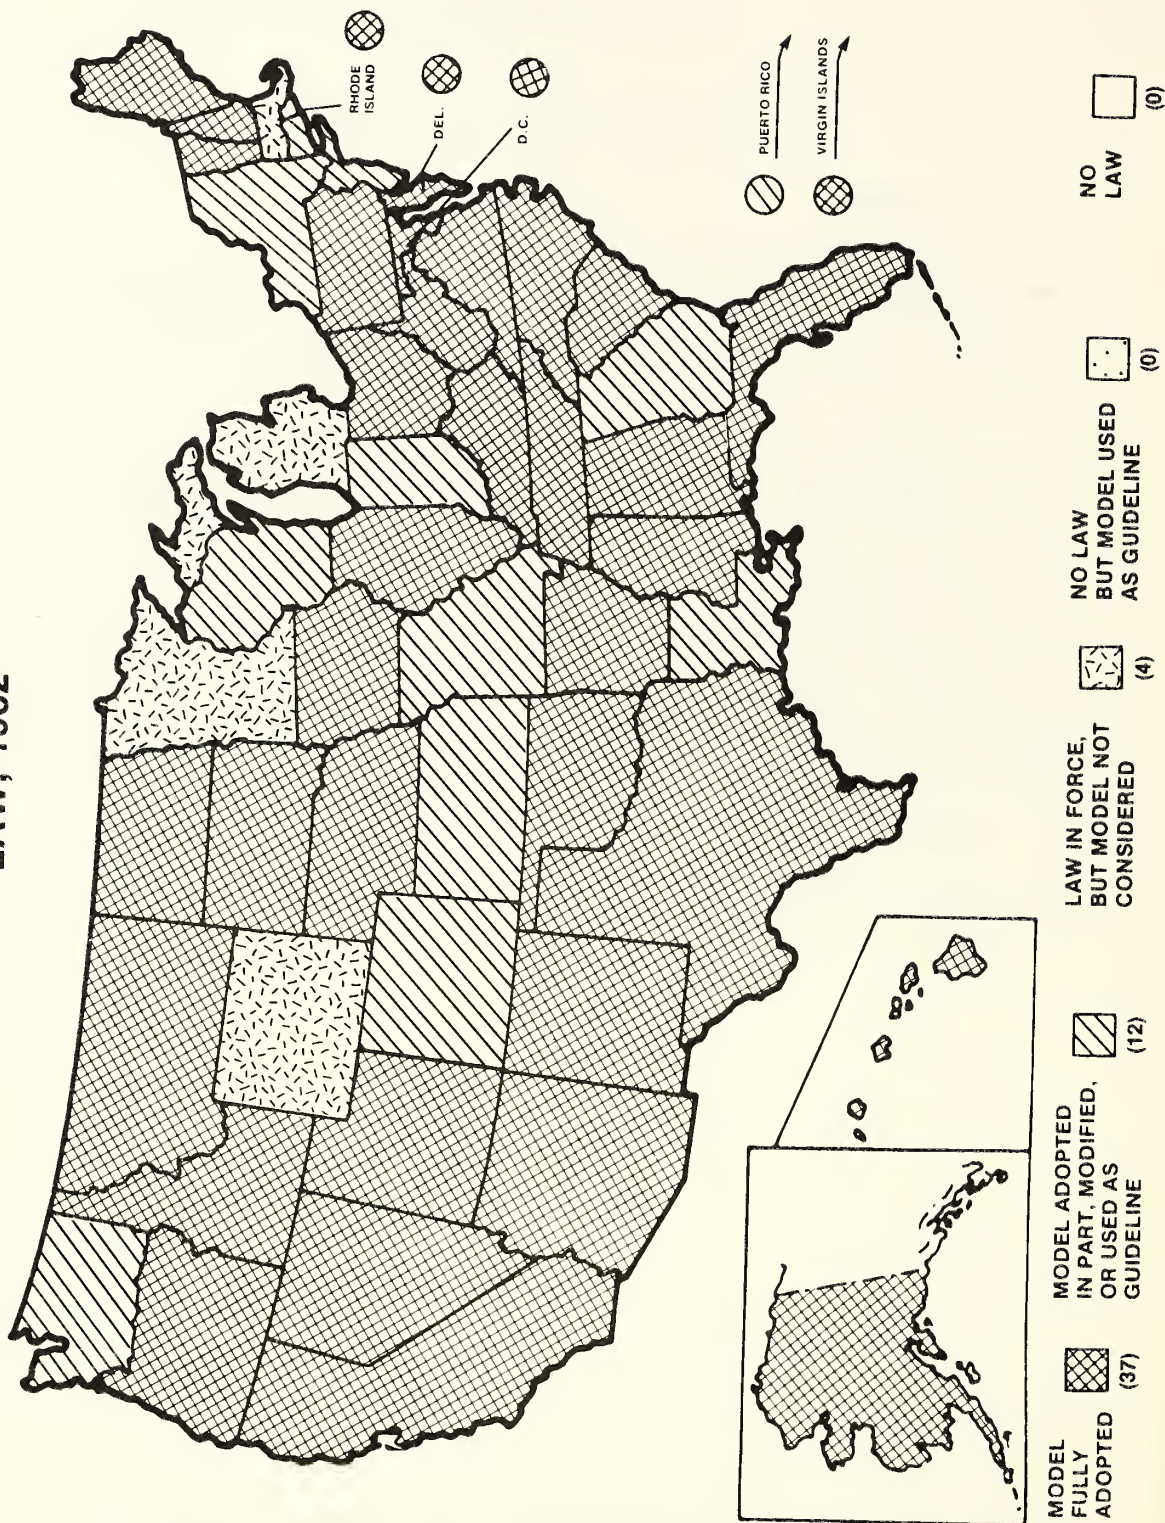 RHODE
ISLAND
DEL.
D.C.
PUERTO RICO
VIRGIN ISLANDS
MODEL
FULLY
ADOPTED
(37)
MODEL ADOPTED
IN PART, MODIFIED,
OR USED AS
GUIDELINE
(12)
LAW IN FORCE,
BUT MODEL NOT
CONSIDERED
(4)
NO LAW
BUT MODEL USED
AS GUIDELINE
(0)
NO
LAW
(0)